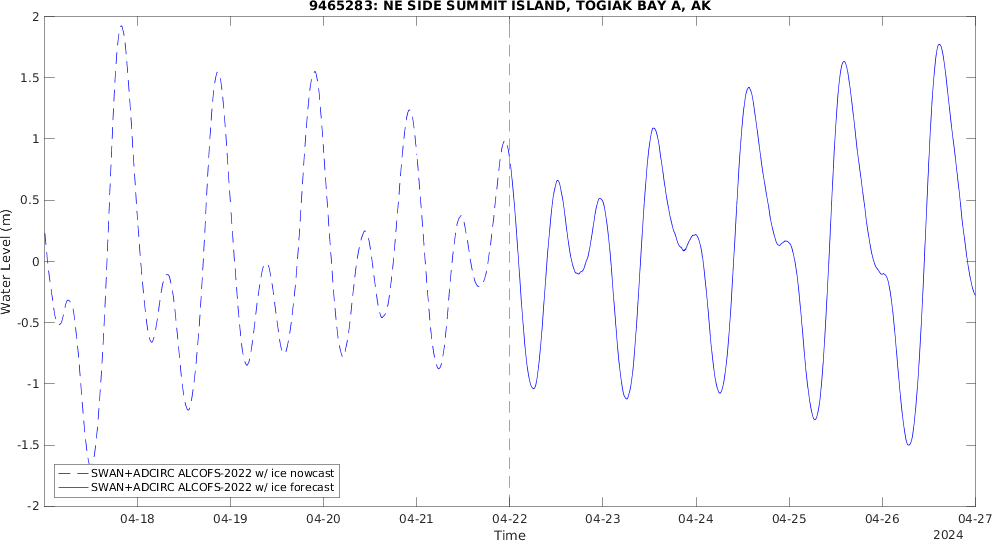 9465283: NE SIDE SUMMIT ISLAND, TOGIAK BAY A, AK
2
1.5
1
0.5
0
-0.5
-1
-1.5
-2
Water Level (m)
SWAN+ADCIRC ALCOFS-2022 w/ ice nowcast
SWAN+ADCIRC ALCOFS-2022 w/ ice forecast
04-18 04-19 04-20 04-21 04-22 04-23 04-24 04-25 04-26 04-27
Time
2024